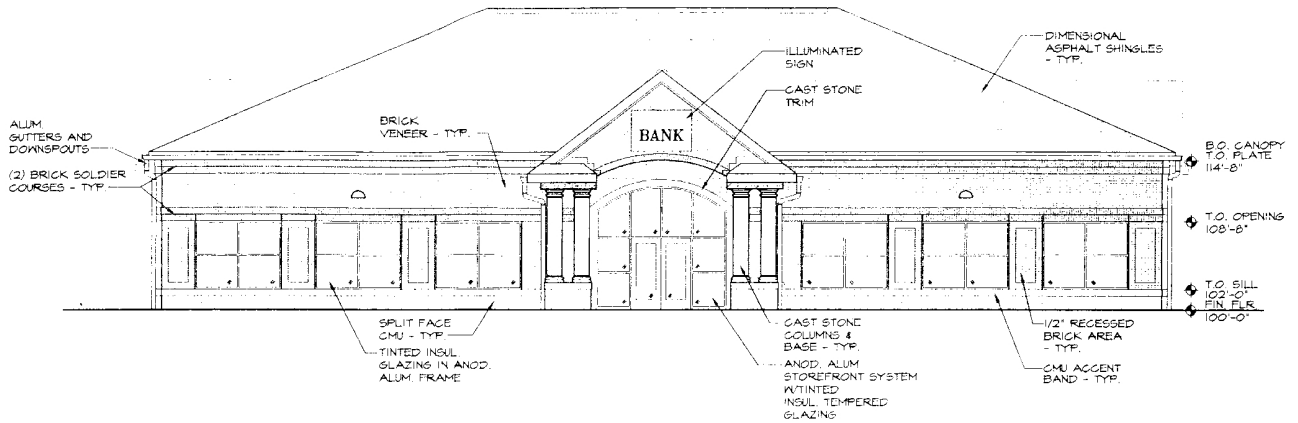 ILLUMINATED
SIGN
DIMENSIONAL
ASPHALT SHINGLES
- TYP.
CAST STONE
TRIM
ALUM
GUTTERS AND
DOWNSPOUTS
BRICK
VENEER - TYP.
BANK
(2) BRICK SOLDIER
COURSES - TYP.
B.O. CANOPY
T.O. PLATE
114'-8"
T.O. OPENING
108'-8"
T.O. SILL
102'-0"
FIN. FLR.
100'-0"
SPLIT FACE
CMU - TYP.
TINTED INSUL.
GLAZING IN ANOD.
ALUM. FRAME
CAST STONE
COLUMNS &
BASE - TYP.
ANOD. ALUM
STOREFRONT SYSTEM
W/TINTED
INSUL. TEMPERED
GLAZING
1/2" RECESSED
BRICK AREA
- TYP.
CMU ACCENT
BAND - TYP.